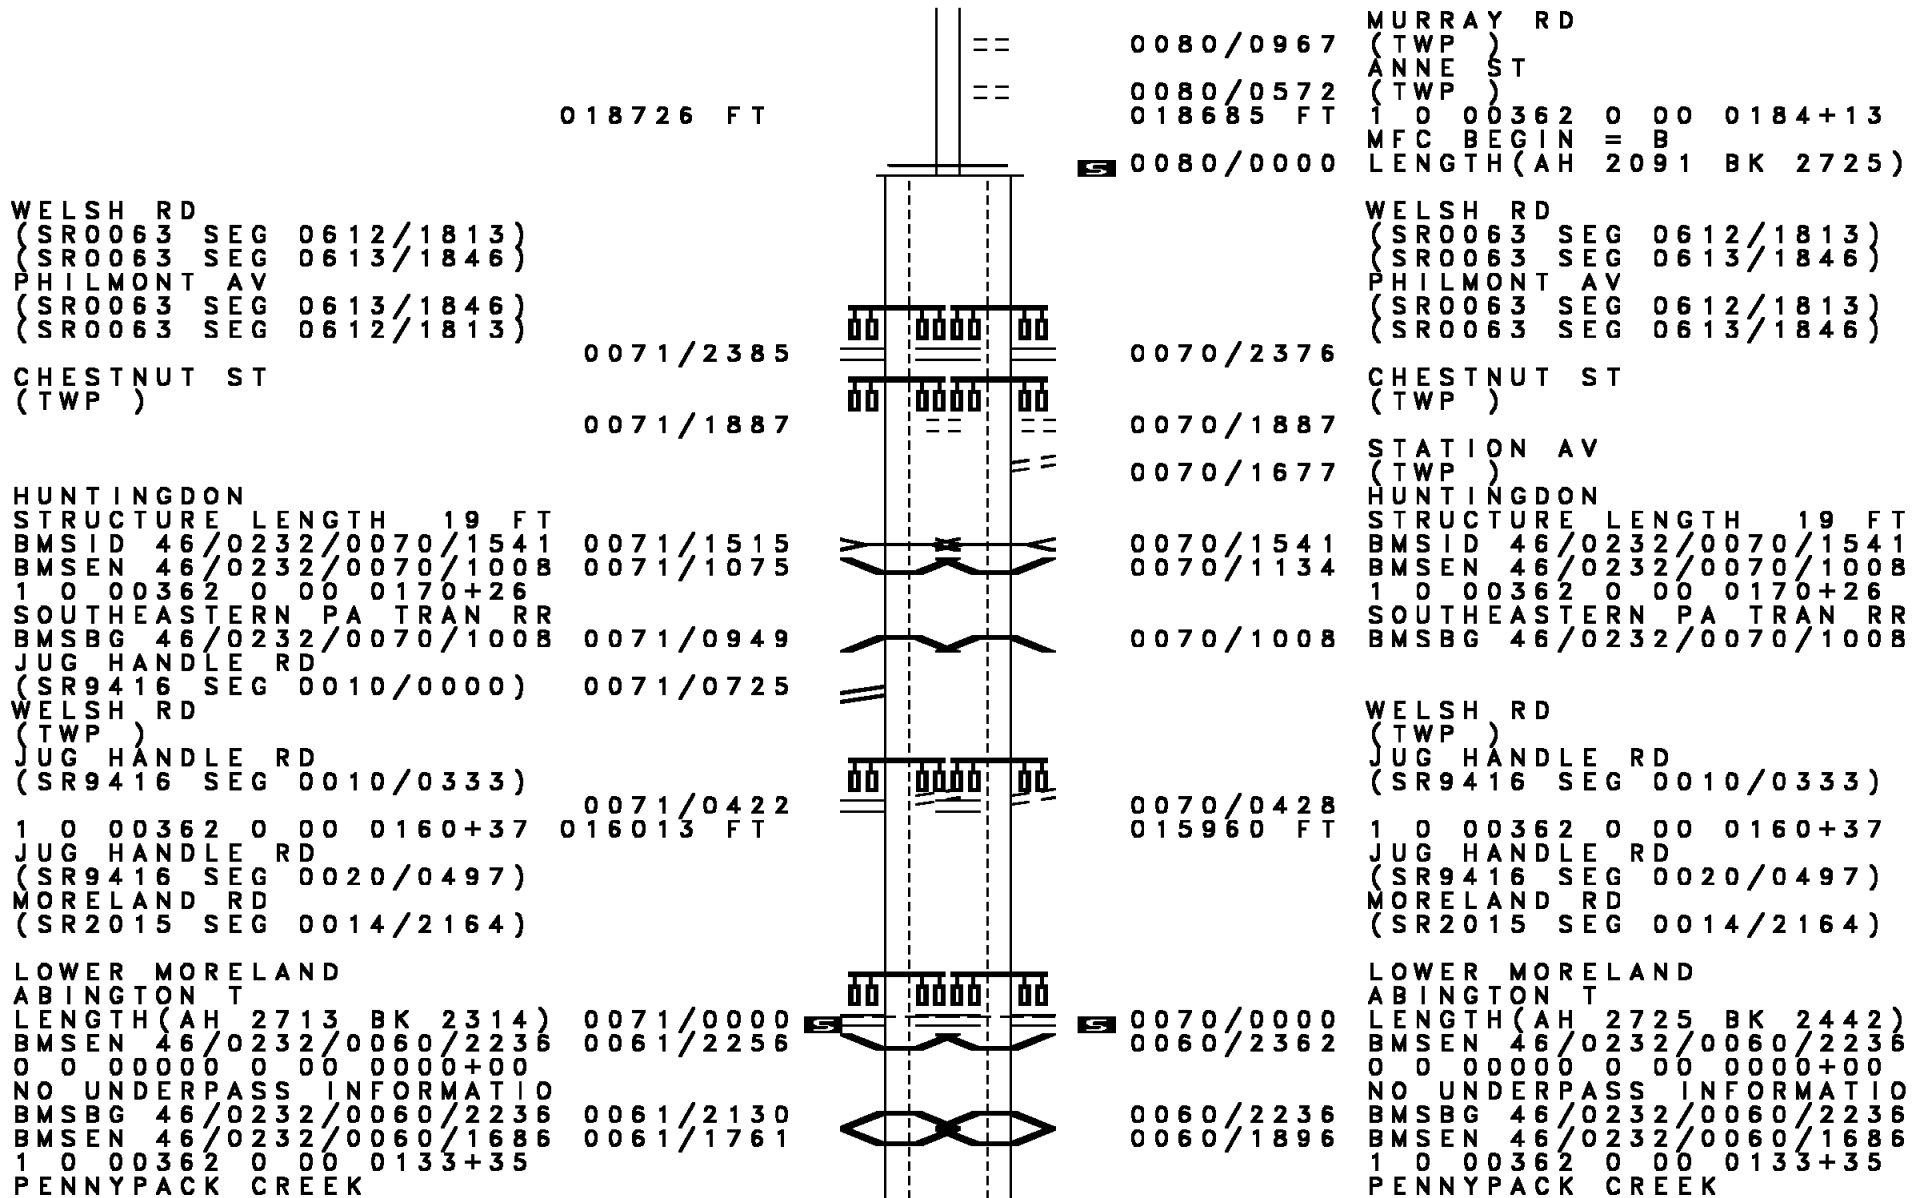 MURRAY RD
0080/0967 (TWP )
ANNE ST
0080/0572 (TWP )
018726 FT 018685 FT 1 0 00362 0 00 0184+13
MFC BEGIN = B
S 0080/0000 LENGTH(AH 2091 BK 2725)
WELSH RD WELSH RD
(SR0063 SEG 0612/1813) (SR0063 SEG 0612/1813)
(SR0063 SEG 0613/1846) (SR0063 SEG 0613/1846)
PHILMONT AV PHILMONT AV
(SR0063 SEG 0613/1846) (SR0063 SEG 0612/1813)
(SR0063 SEG 0612/1813) (SR0063 SEG 0613/1846)
0071/2385 0070/2376
CHESTNUT ST CHESTNUT ST
(TWP ) (TWP )
0071/1887 0070/1887
STATION AV
0070/1677 (TWP )
HUNTINGDON HUNTINGDON
STRUCTURE LENGTH 19 FT STRUCTURE LENGTH 19 FT
BMSID 46/0232/0070/1541 0071/1515 0070/1541 BMSID 46/0232/0070/1541
BMSEN 46/0232/0070/1008 0071/1075 0070/1134 BMSEN 46/0232/0070/1008
1 0 00362 0 00 0170+26 1 0 00362 0 00 0170+26
SOUTHEASTERN PA TRAN RR SOUTHEASTERN PA TRAN RR
BMSBG 46/0232/0070/1008 0071/0949 0070/1008 BMSBG 46/0232/0070/1008
JUG HANDLE RD
(SR9416 SEG 0010/0000) 0071/0725
WELSH RD WELSH RD
(TWP ) (TWP )
JUG HANDLE RD JUG HANDLE RD
(SR9416 SEG 0010/0333) (SR9416 SEG 0010/0333)
0071/0422 0070/0428
1 0 00362 0 00 0160+37 016013 FT 015960 FT 1 0 00362 0 00 0160+37
JUG HANDLE RD JUG HANDLE RD
(SR9416 SEG 0020/0497) (SR9416 SEG 0020/0497)
MORELAND RD MORELAND RD
(SR2015 SEG 0014/2164) (SR2015 SEG 0014/2164)
LOWER MORELAND LOWER MORELAND
ABINGTON T ABINGTON T
LENGTH(AH 2713 BK 2314) 0071/0000 S S 0070/0000 LENGTH(AH 2725 BK 2442)
BMSEN 46/0232/0060/2236 0061/2256 0060/2362 BMSEN 46/0232/0060/2236
0 0 00000 0 00 0000+00 0 0 00000 0 00 0000+00
NO UNDERPASS INFORMATIO NO UNDERPASS INFORMATIO
BMSBG 46/0232/0060/2236 0061/2130 0060/2236 BMSBG 46/0232/0060/2236
BMSEN 46/0232/0060/1686 0061/1761 0060/1896 BMSEN 46/0232/0060/1686
1 0 00362 0 00 0133+35 1 0 00362 0 00 0133+35
PENNYPACK CREEK PENNYPACK CREEK